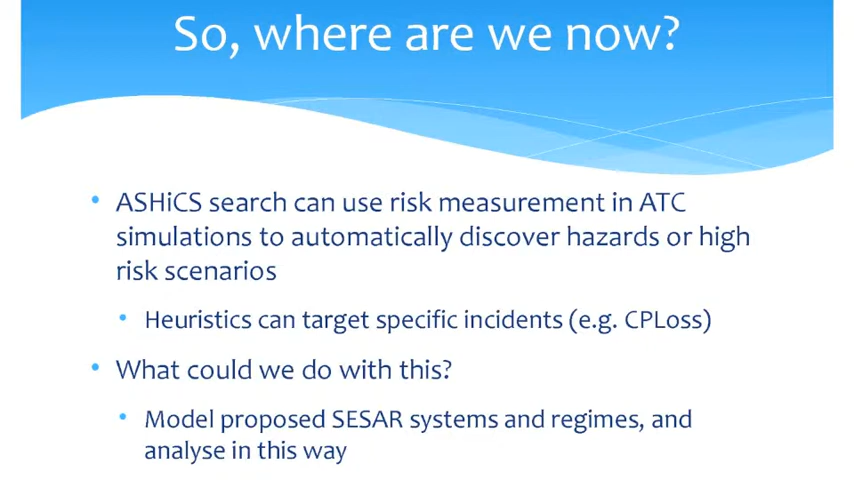 So, where are we now?
• ASHiCS search can use risk measurement in ATC
simulations to automatically discover hazards or high
risk scenarios
• Heuristics can target specific incidents (e.g. CPLoss)
• What could we do with this?
• Model proposed SESAR systems and regimes, and
analyse in this way